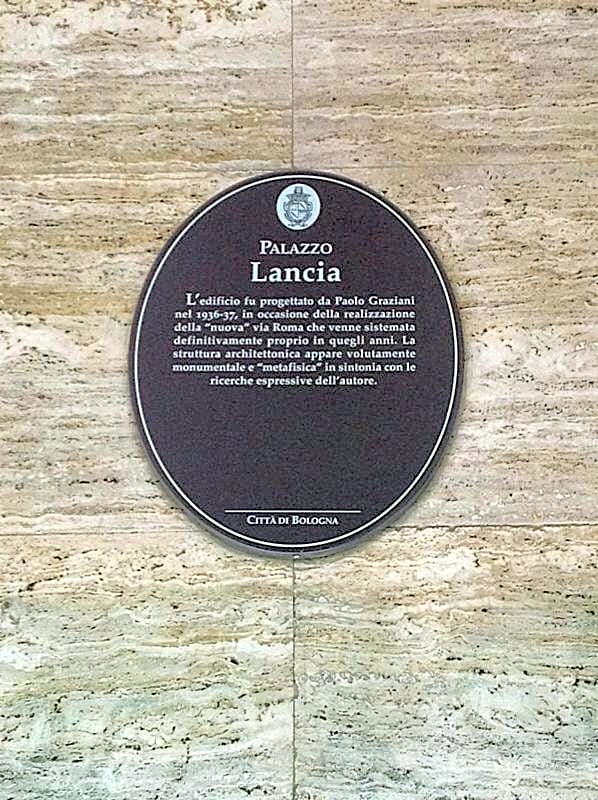 PALAZZO
Lancia
L'edificio fu progettato da Paolo Graziani
nel 1936-37, in occasione della realizzazione
della "nuova" via Roma che venne sistemata
definitivamente proprio in quegli anni. La
struttura architettonica appare volutamente
monumentale e "metafisica" in sintonia con le
ricerche espressive dell'autore.
CITTÀ DI BOLOGNA